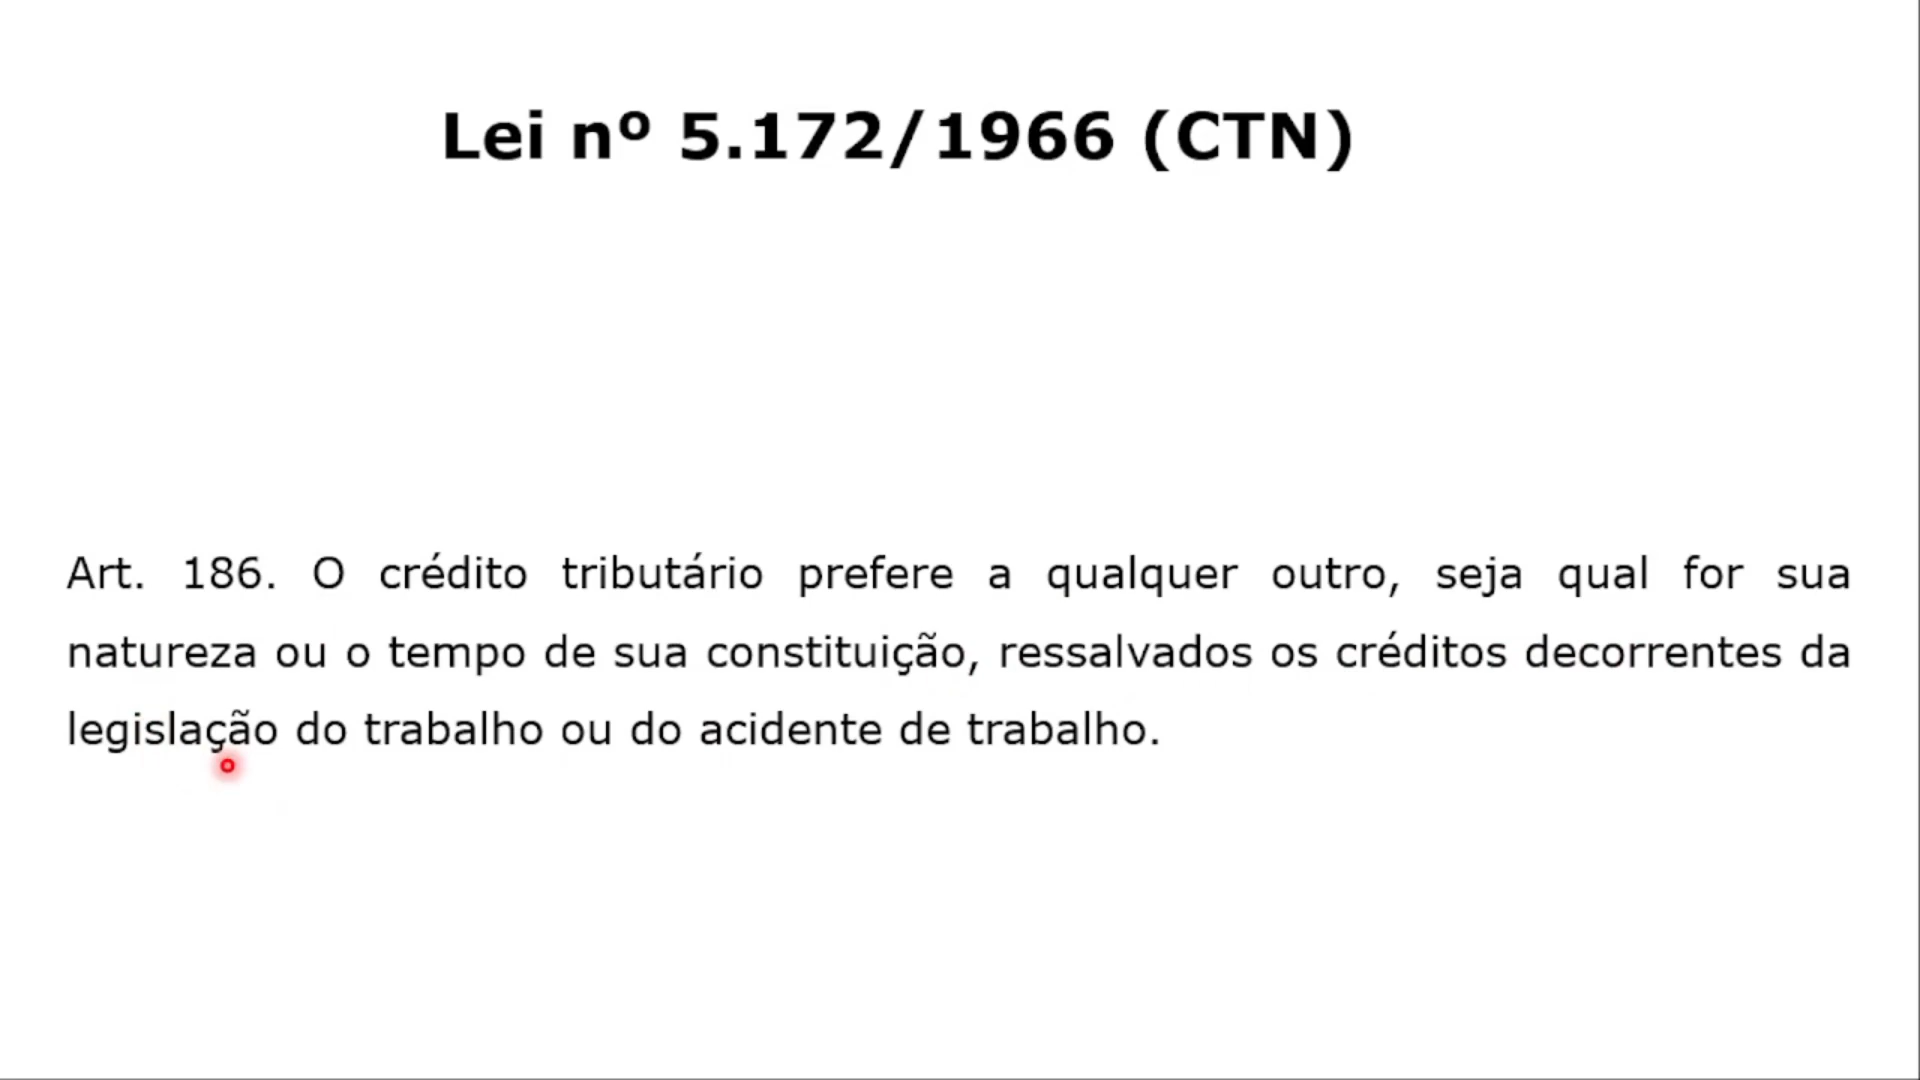 Lei nº 5.172/1966 (CTN)
Art. 186. O crédito tributário prefere a qualquer outro, seja qual for sua
natureza ou o tempo de sua constituição, ressalvados os créditos decorrentes da
legislação do trabalho ou do acidente de trabalho.